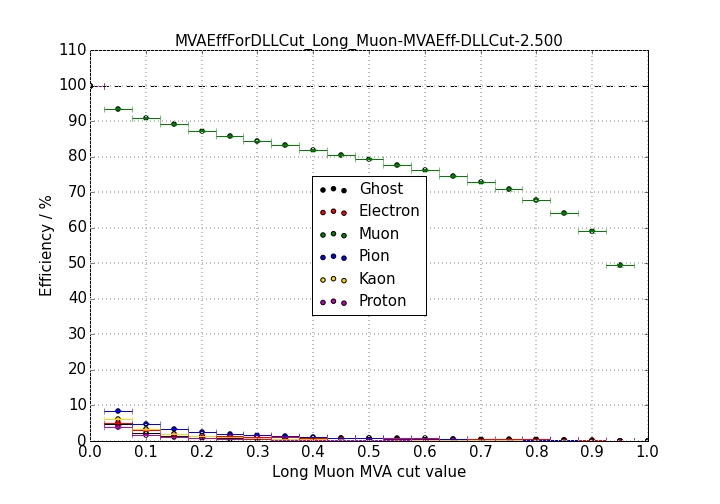 MVAEffForDLLCut_Long_Muon-MVAEff-DLLCut-2.500
110
100
90
80
70
60
50
40
30
20
10
0
Efficiency / %
Ghost
Electron
Muon
Pion
Kaon
Proton
0.0 0.1 0.2 0.3 0.4 0.5 0.6 0.7 0.8 0.9 1.0
Long Muon MVA cut value